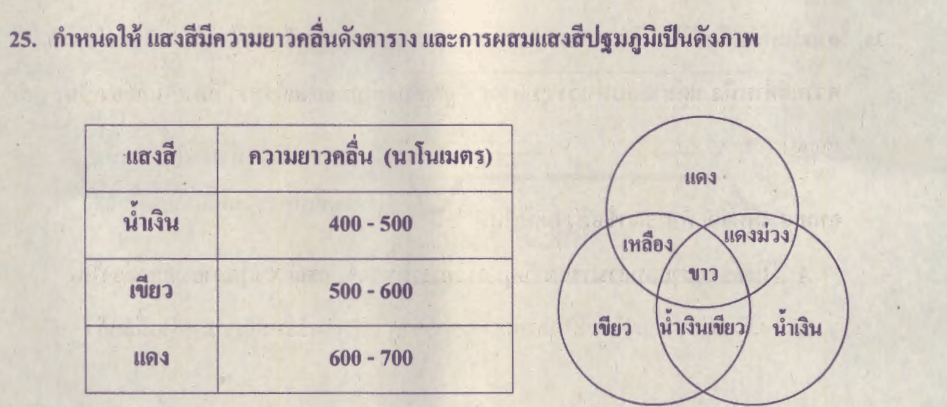 25. กำหนดให้ แสงสีมีความยาวคลื่นดังตาราง และการผสมแสงสีปฐมภูมิเป็นดังภาพ
แสงสี ความยาวคลื่น (นาโนเมตร)
น้ำเงิน 400 - 500
เขียว 500 - 600
แดง 600 - 700
แดง
เหลือง แดงม่วง
ขาว
เขียว น้ำเงินเขียว น้ำเงิน